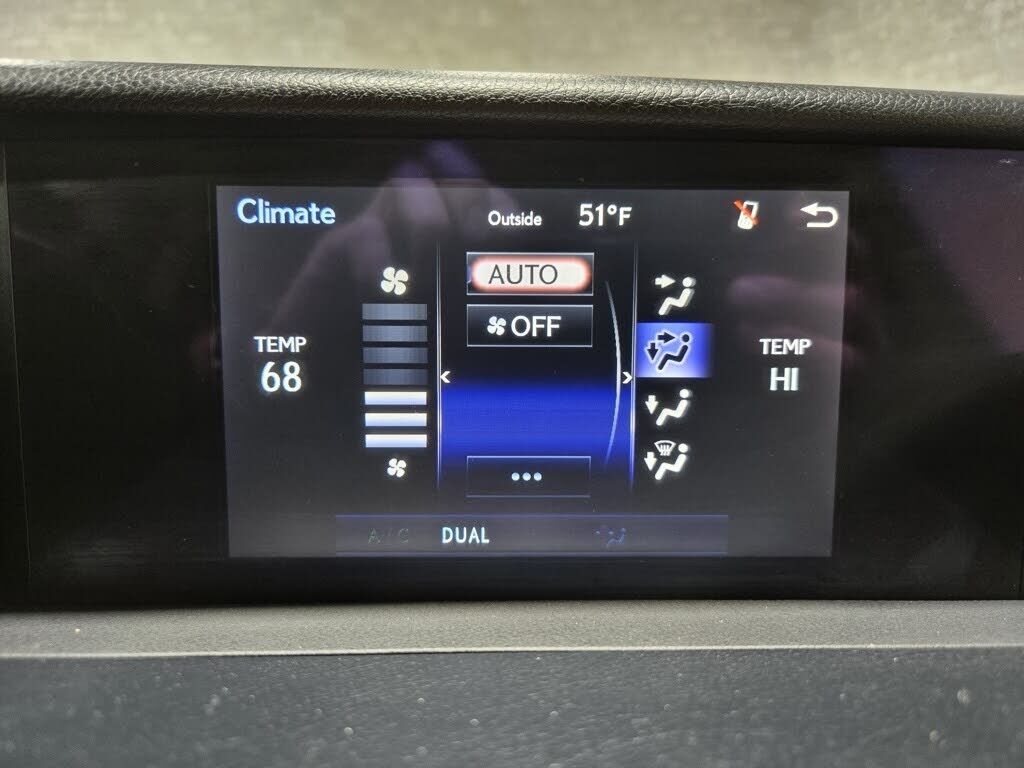 Climate
Outside 51°F
AUTO
OFF
TEMP
68
TEMP
HI
A/C DUAL